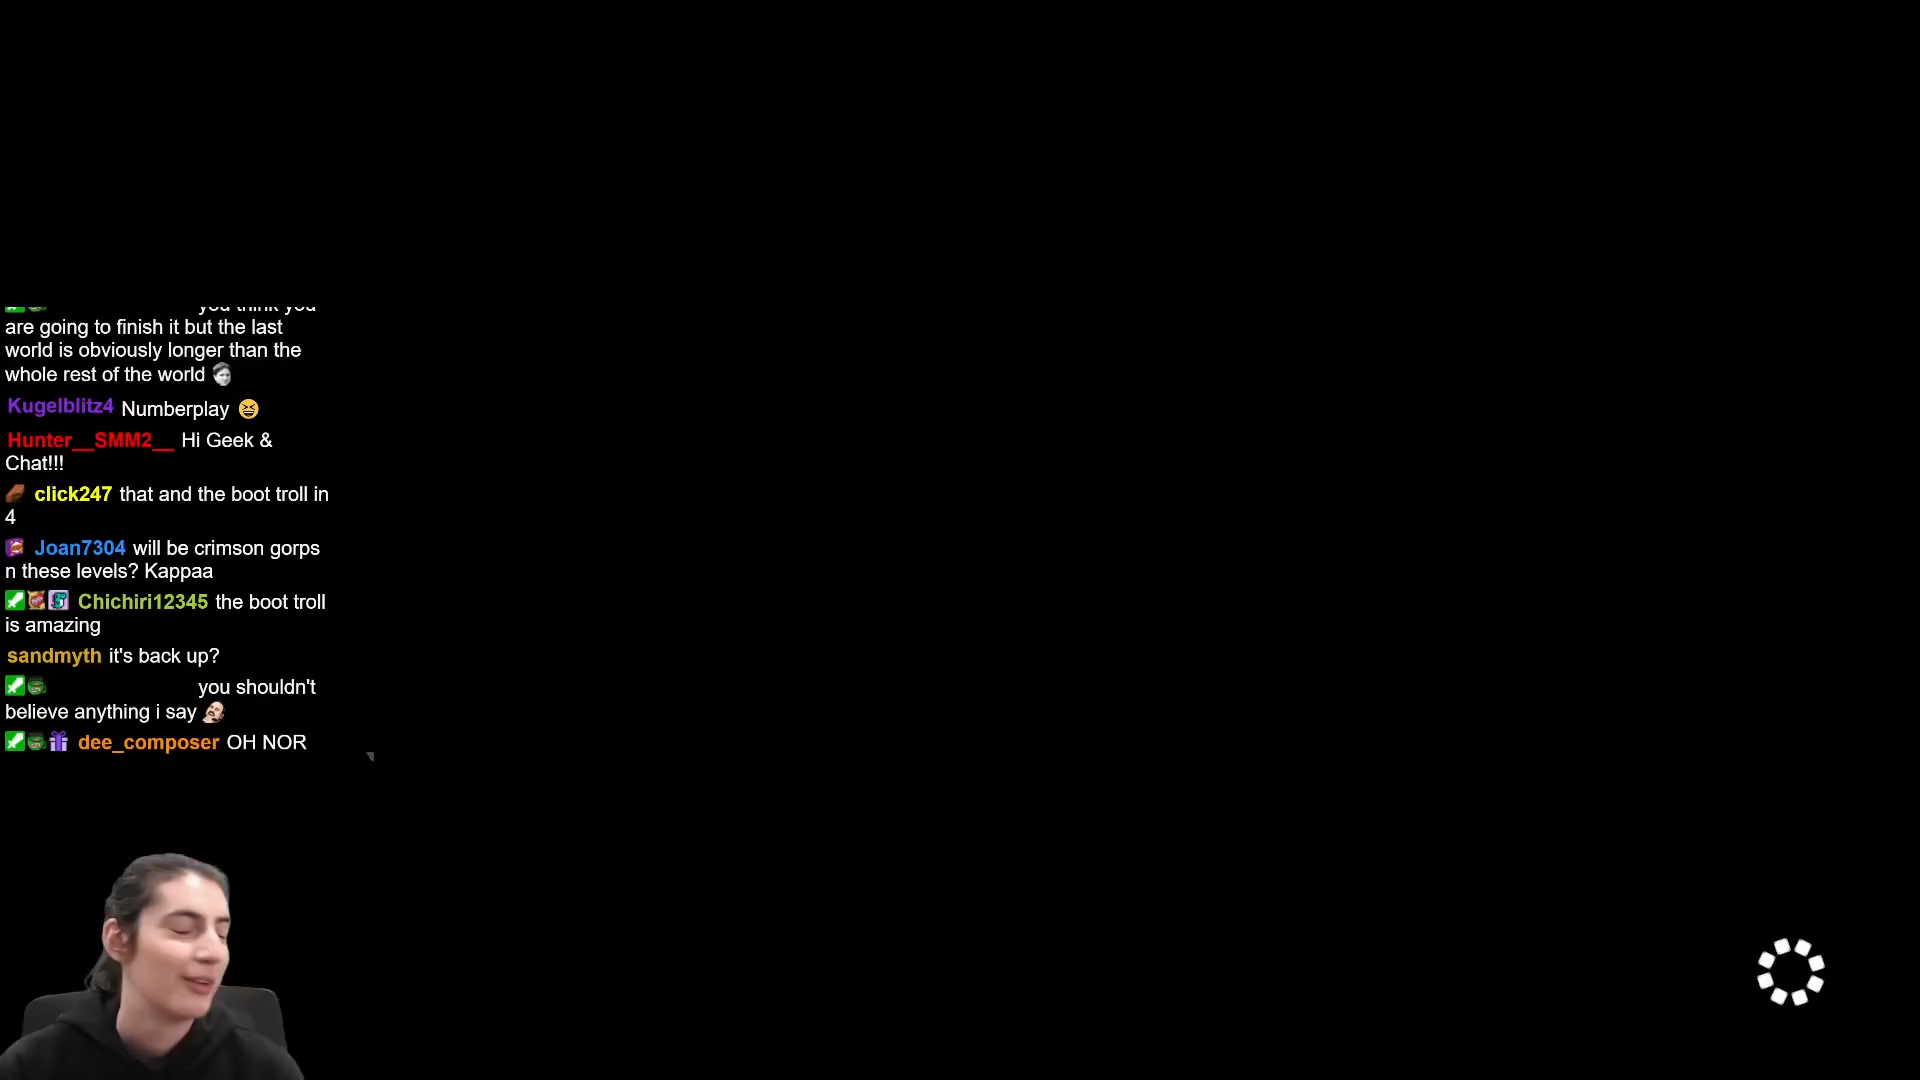 you think you
are going to finish it but the last
world is obviously longer than the
whole rest of the world
Kugelblitz4 Numberplay
Hunter__SMM2__ Hi Geek &
Chat!!!
click247 that and the boot troll in
4
Joan7304 will be crimson gorps
n these levels? Kappaa
Chichiri12345 the boot troll
is amazing
sandmyth it's back up?
you shouldn't
believe anything i say
dee_composer OH NOR